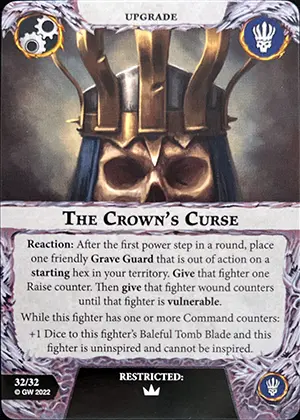 UPGRADE
The Crown's Curse
Reaction: After the first power step in a round, place
one friendly Grave Guard that is out of action on a
starting hex in your territory. Give that fighter one
Raise counter. Then give that fighter wound counters
until that fighter is vulnerable.
While this fighter has one or more Command counters:
+1 Dice to this fighter's Baleful Tomb Blade and this
fighter is uninspired and cannot be inspired.
32/32
© GW 2022
RESTRICTED: